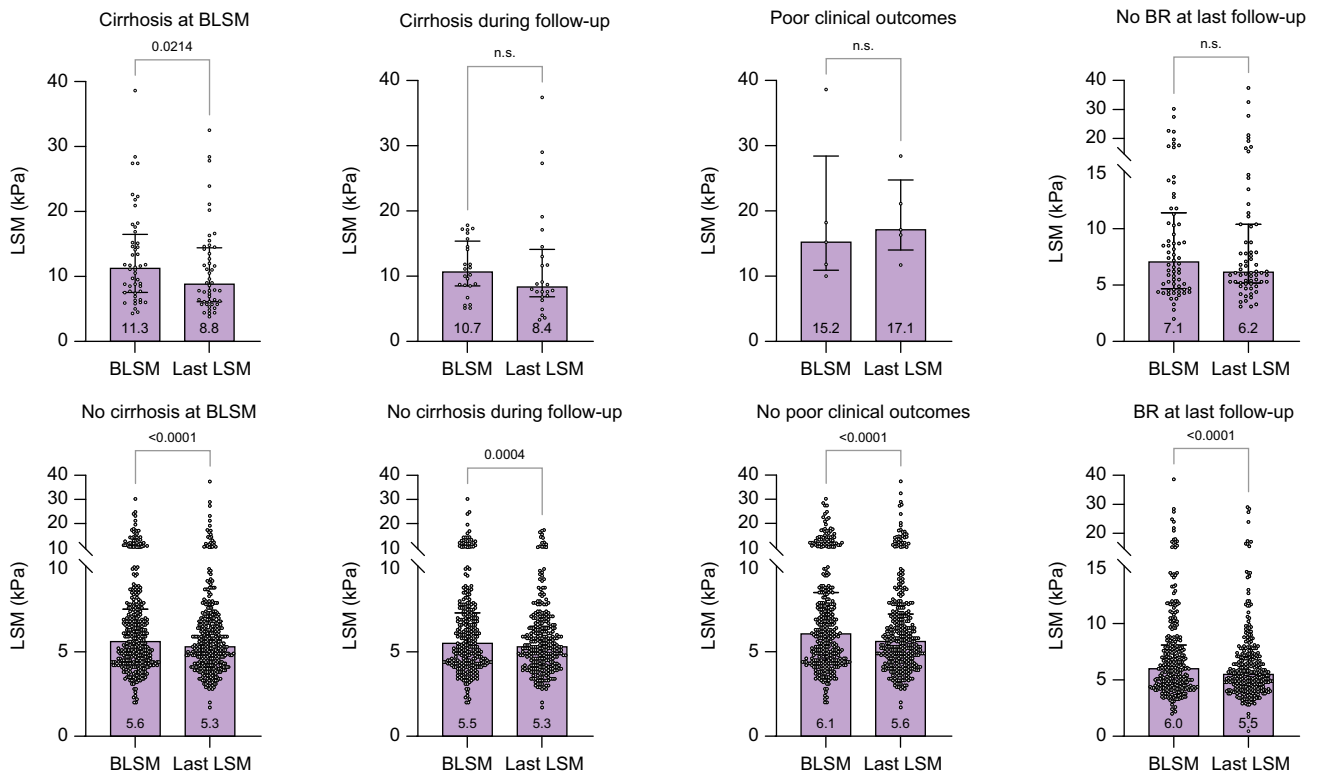 Cirrhosis at BLSM
0.0214
LSM (kPa)
40
30
20
10
0
11.3
8.8
BLSM Last LSM
Cirrhosis during follow-up
n.s.
LSM (kPa)
40
30
20
10
0
10.7
8.4
BLSM Last LSM
Poor clinical outcomes
n.s.
LSM (kPa)
40
30
20
10
0
15.2
17.1
BLSM Last LSM
No BR at last follow-up
n.s.
LSM (kPa)
40
30
20
15
10
5
0
7.1
6.2
BLSM Last LSM
No cirrhosis at BLSM
<0.0001
LSM (kPa)
40
30
20
10
10
5
0
5.6
5.3
BLSM Last LSM
No cirrhosis during follow-up
0.0004
LSM (kPa)
40
30
20
10
10
5
0
5.5
5.3
BLSM Last LSM
No poor clinical outcomes
<0.0001
LSM (kPa)
40
30
20
10
10
5
0
6.1
5.6
BLSM Last LSM
BR at last follow-up
<0.0001
LSM (kPa)
40
30
20
15
10
5
0
6.0
5.5
BLSM Last LSM